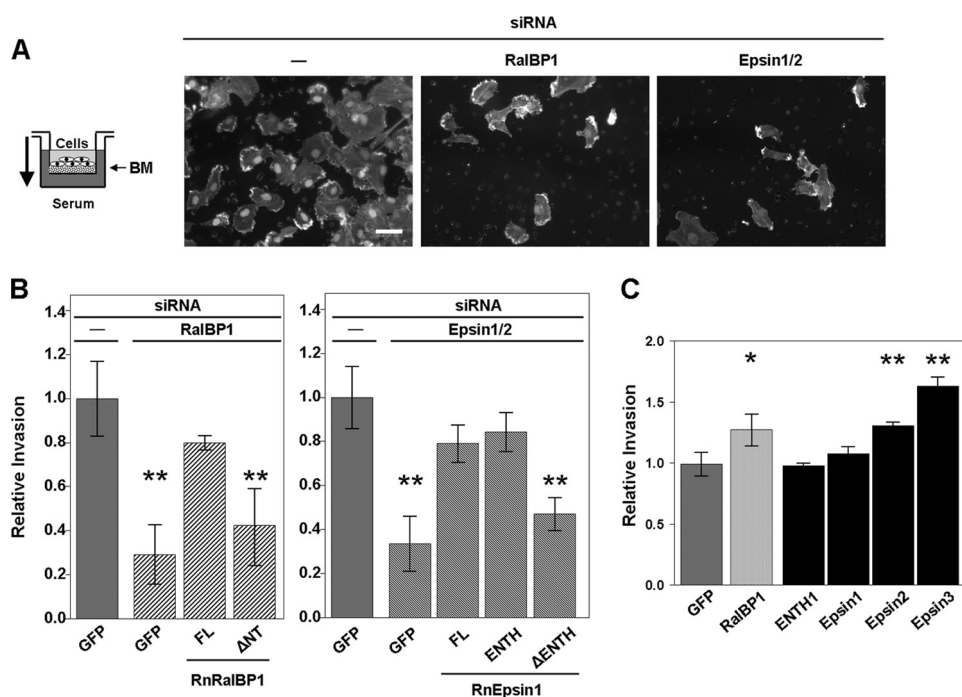 siRNA
A
—
RalBP1
Epsin1/2
Cells
BM
Serum
B
siRNA
—
RalBP1
Relative Invasion
1.4
1.2
1.0
0.8
0.6
0.4
0.2
0.0
**
**
GFP
GFP
FL
ΔNT
RnRalBP1
siRNA
—
Epsin1/2
1.4
1.2
1.0
0.8
0.6
0.4
0.2
0.0
**
**
GFP
GFP
FL
ENTH
ΔENTH
RnEpsin1
C
Relative Invasion
2.0
1.5
1.0
0.5
0.0
*
**
**
GFP
RalBP1
ENTH1
Epsin1
Epsin2
Epsin3